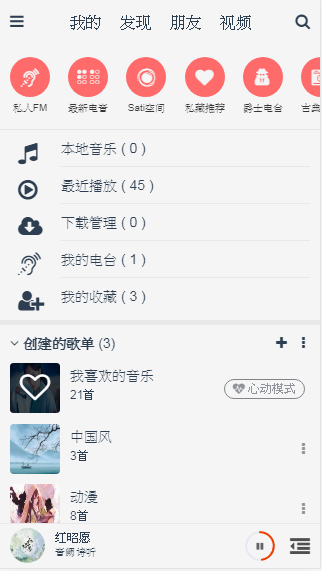 我的 发现 朋友 视频
私人FM 最新电音 Sati空间 私藏推荐 爵士电台 古典
本地音乐 ( 0 )
最近播放 ( 45 )
下载管理 ( 0 )
我的电台 ( 1 )
我的收藏 ( 3 )
创建的歌单 (3)
我喜欢的音乐
21首
心动模式
中国风
3首
动漫
8首
红昭愿
音阙诗听